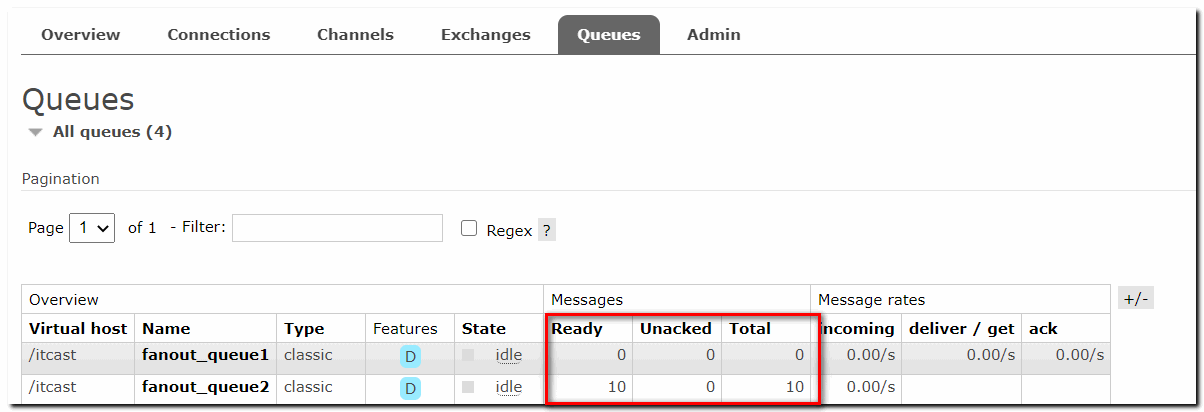 Overview Connections Channels Exchanges Queues Admin
Queues
All queues (4)
Pagination
Page 1 of 1 - Filter: Regex ?
Overview Messages Message rates +/-
Virtual host Name Type Features State Ready Unacked Total incoming deliver / get ack
/itcast fanout_queue1 classic D idle 0 0 0 0.00/s 0.00/s 0.00/s
/itcast fanout_queue2 classic D idle 10 0 10 0.00/s